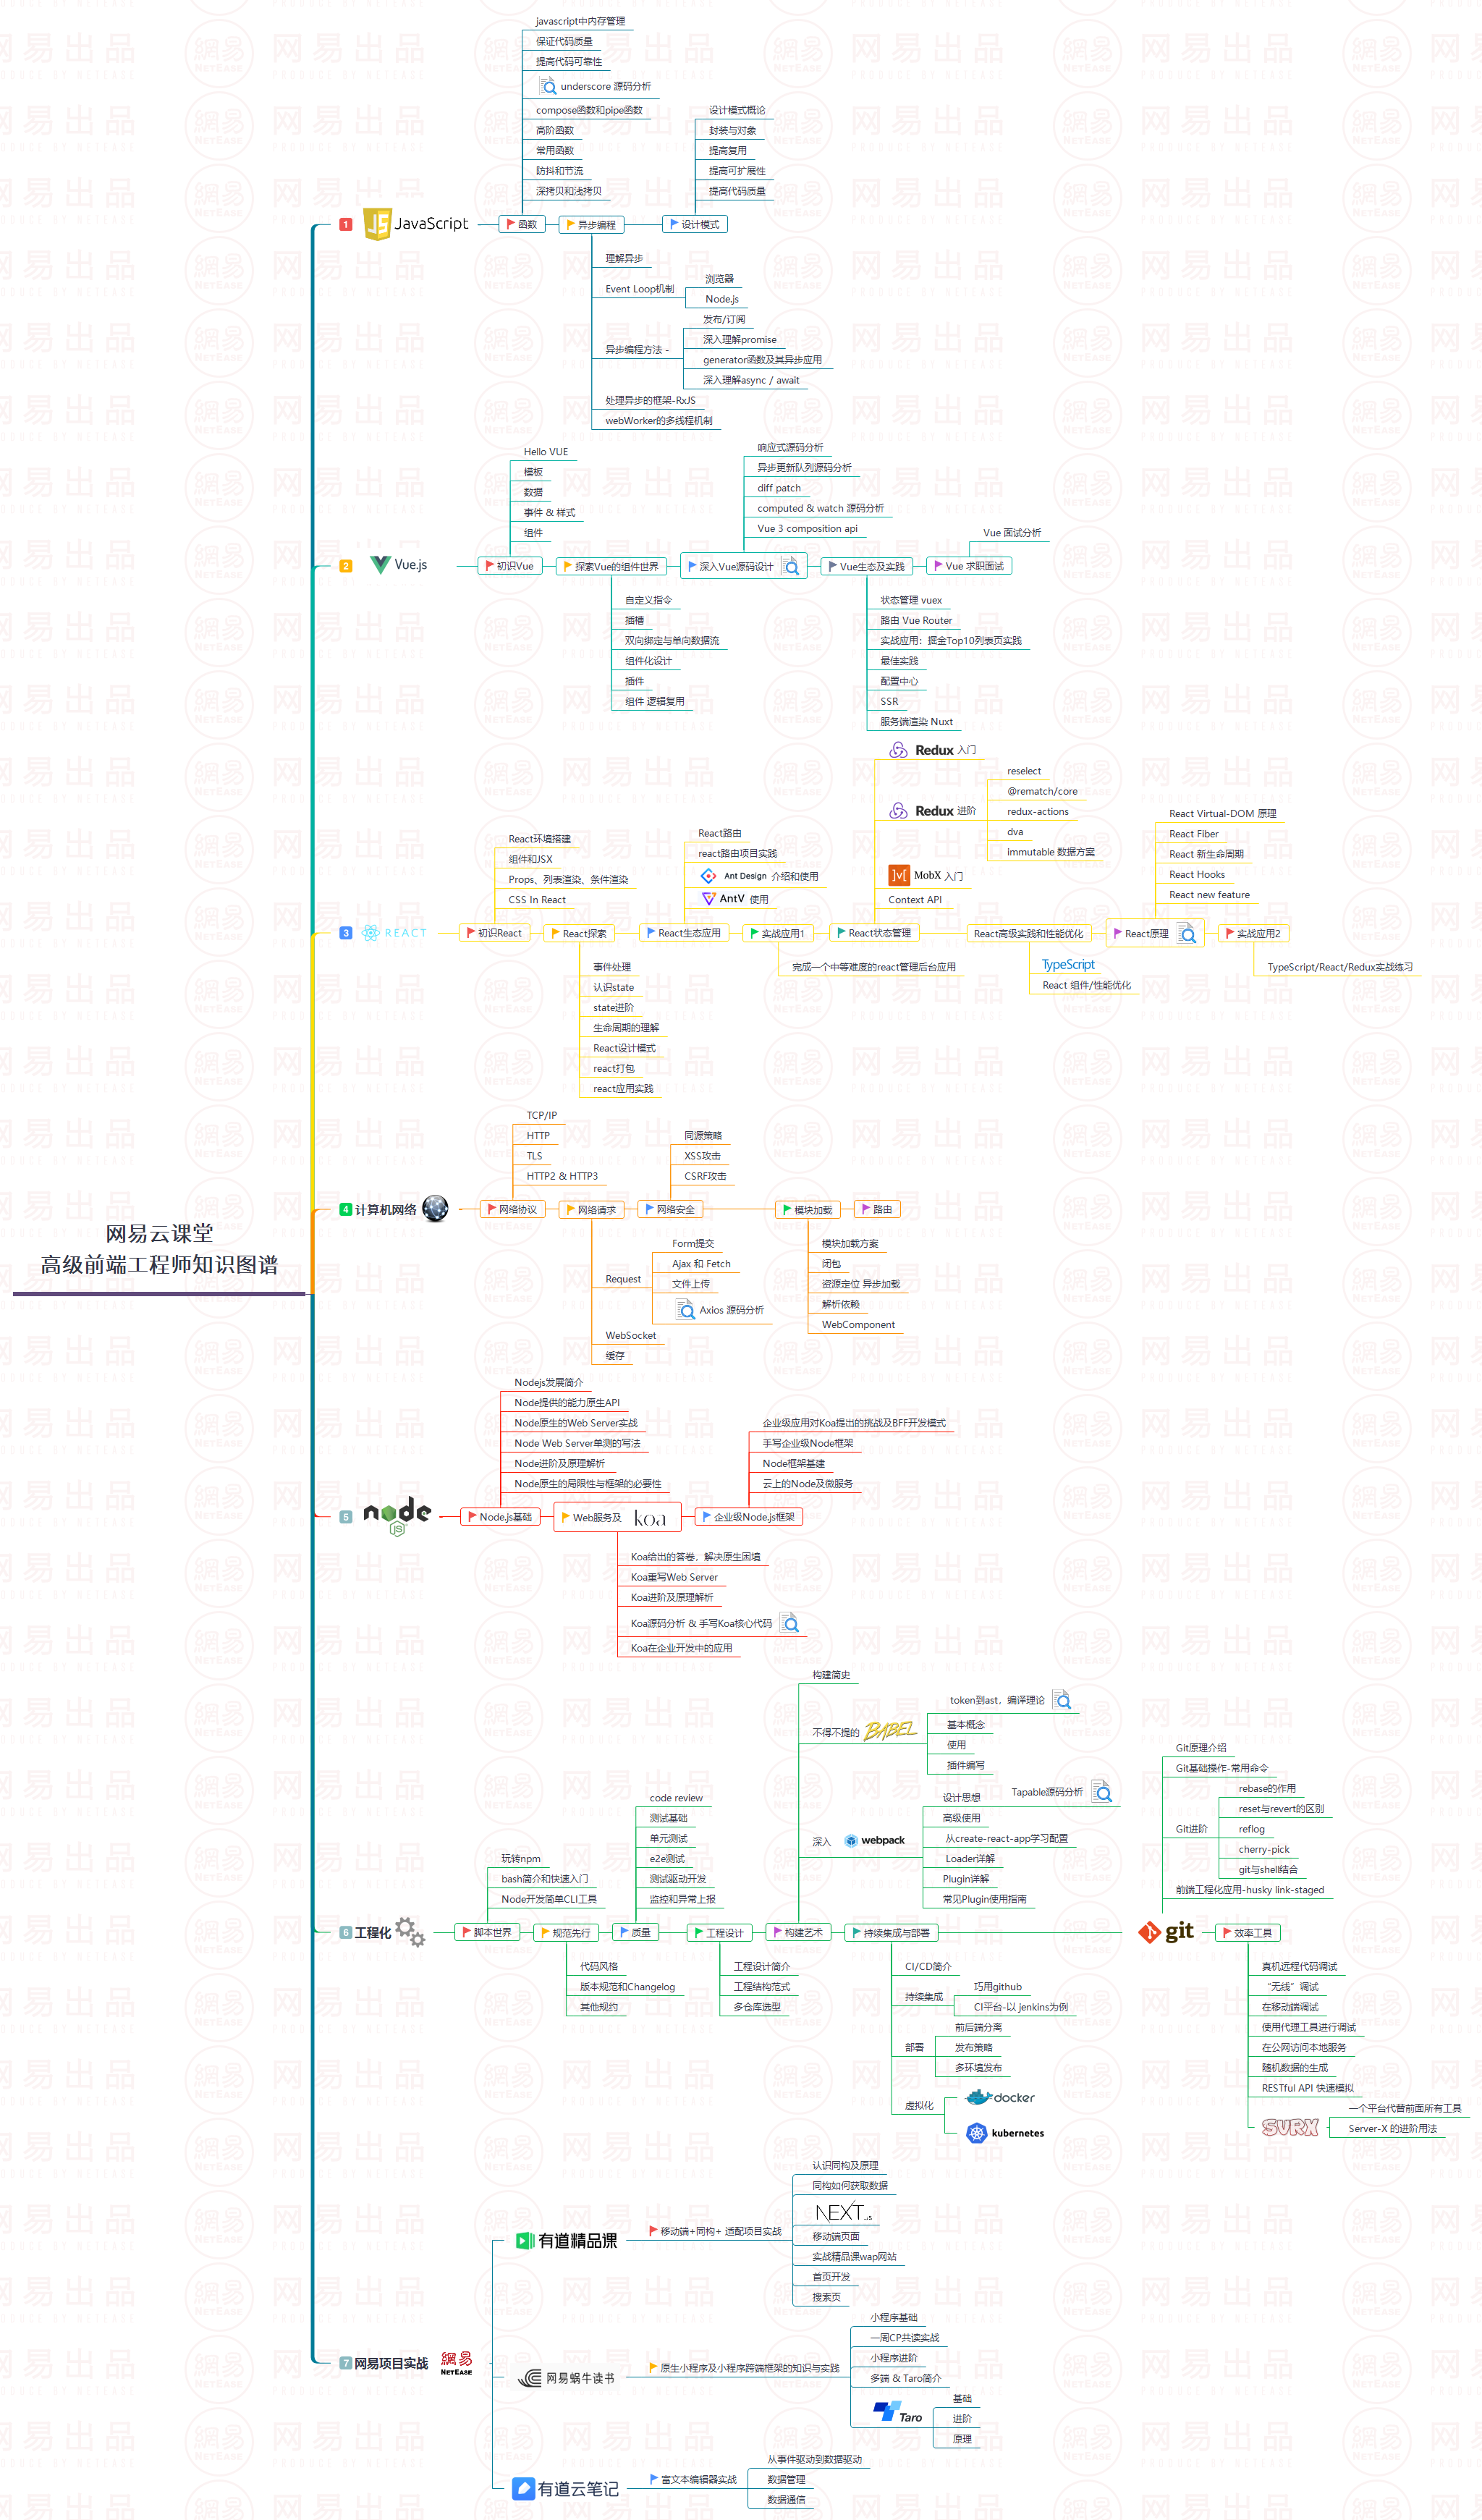 网易云课堂
高级前端工程师知识图谱
1
JS
JavaScript
函数
javascript中内存管理
保证代码质量
提高代码可靠性
underscore 源码分析
compose函数和pipe函数
高阶函数
常用函数
防抖和节流
深拷贝和浅拷贝
异步编程
理解异步
Event Loop机制
浏览器
Node.js
异步编程方法 -
发布/订阅
深入理解promise
generator函数及其异步应用
深入理解async / await
处理异步的框架-RxJS
webWorker的多线程机制
设计模式
设计模式概论
封装与对象
提高复用
提高可扩展性
提高代码质量
2
Vue.js
初识Vue
Hello VUE
模板
数据
事件 & 样式
组件
探索Vue的组件世界
自定义指令
插槽
双向绑定与单向数据流
组件化设计
插件
组件 逻辑复用
深入Vue源码设计
响应式源码分析
异步更新队列源码分析
diff patch
computed & watch 源码分析
Vue 3 composition api
Vue生态及实践
状态管理 vuex
路由 Vue Router
实战应用：掘金Top10列表页实践
最佳实践
配置中心
SSR
服务端渲染 Nuxt
Vue 求职面试
Vue 面试分析
3
REACT
初识React
React环境搭建
组件和JSX
Props、列表渲染、条件渲染
CSS In React
React探索
事件处理
认识state
state进阶
生命周期的理解
React设计模式
react打包
react应用实践
React生态应用
React路由
react路由项目实践
Ant Design 介绍和使用
AntV 使用
实战应用1
完成一个中等难度的react管理后台应用
React状态管理
Redux 入门
Redux 进阶
reselect
@rematch/core
redux-actions
dva
immutable 数据方案
MobX 入门
Context API
React高级实践和性能优化
TypeScript
React 组件/性能优化
React原理
React Virtual-DOM 原理
React Fiber
React 新生命周期
React Hooks
React new feature
实战应用2
TypeScript/React/Redux实战练习
4
计算机网络
网络协议
TCP/IP
HTTP
TLS
HTTP2 & HTTP3
网络请求
Request
Form提交
Ajax 和 Fetch
文件上传
Axios 源码分析
WebSocket
缓存
网络安全
同源策略
XSS攻击
CSRF攻击
模块加载
模块加载方案
闭包
资源定位 异步加载
解析依赖
WebComponent
路由
5
node
JS
Node.js基础
Nodejs发展简介
Node提供的能力原生API
Node原生的Web Server实战
Node Web Server单测的写法
Node进阶及原理解析
Node原生的局限性与框架的必要性
Web服务及 koa
Koa给出的答卷，解决原生困境
Koa重写Web Server
Koa进阶及原理解析
Koa源码分析 & 手写Koa核心代码
Koa在企业开发中的应用
企业级Node.js框架
企业级应用对Koa提出的挑战及BFF开发模式
手写企业级Node框架
Node框架基建
云上的Node及微服务
6
工程化
脚本世界
玩转npm
bash简介和快速入门
Node开发简单CLI工具
规范先行
代码风格
版本规范和Changelog
其他规约
质量
code review
测试基础
单元测试
e2e测试
测试驱动开发
监控和异常上报
工程设计
工程设计简介
工程结构范式
多仓库选型
构建艺术
构建简史
不得不提的 BABEL
token到ast，编译理论
基本概念
使用
插件编写
深入 webpack
设计思想
Tapable源码分析
高级使用
从create-react-app学习配置
Loader详解
Plugin详解
常见Plugin使用指南
持续集成与部署
CI/CD简介
持续集成
巧用github
CI平台-以 jenkins为例
部署
前后端分离
发布策略
多环境发布
虚拟化
docker
kubernetes
git
Git原理介绍
Git基础操作-常用命令
Git进阶
rebase的作用
reset与revert的区别
reflog
cherry-pick
git与shell结合
前端工程化应用-husky link-staged
效率工具
真机远程代码调试
“无线”调试
在移动端调试
使用代理工具进行调试
在公网访问本地服务
随机数据的生成
RESTful API 快速模拟
SVRX
一个平台代替前面所有工具
Server-X 的进阶用法
7
网易项目实战
網易
NETEASE
有道精品课
移动端+同构+ 适配项目实战
认识同构及原理
同构如何获取数据
NEXT.js
移动端页面
实战精品课wap网站
首页开发
搜索页
网易蜗牛读书
原生小程序及小程序跨端框架的知识与实践
小程序基础
一周CP共读实战
小程序进阶
多端 & Taro简介
Taro
基础
进阶
原理
有道云笔记
富文本编辑器实战
从事件驱动到数据驱动
数据管理
数据通信
網易
NETEASE
网易出品
PRODUCE BY NETEASE